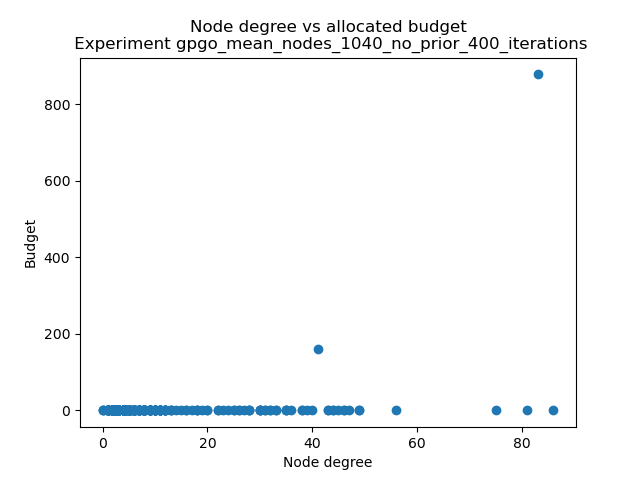 Node degree vs allocated budget
Experiment gpgo_mean_nodes_1040_no_prior_400_iterations
800
600
400
200
0
Budget
0 20 40 60 80
Node degree